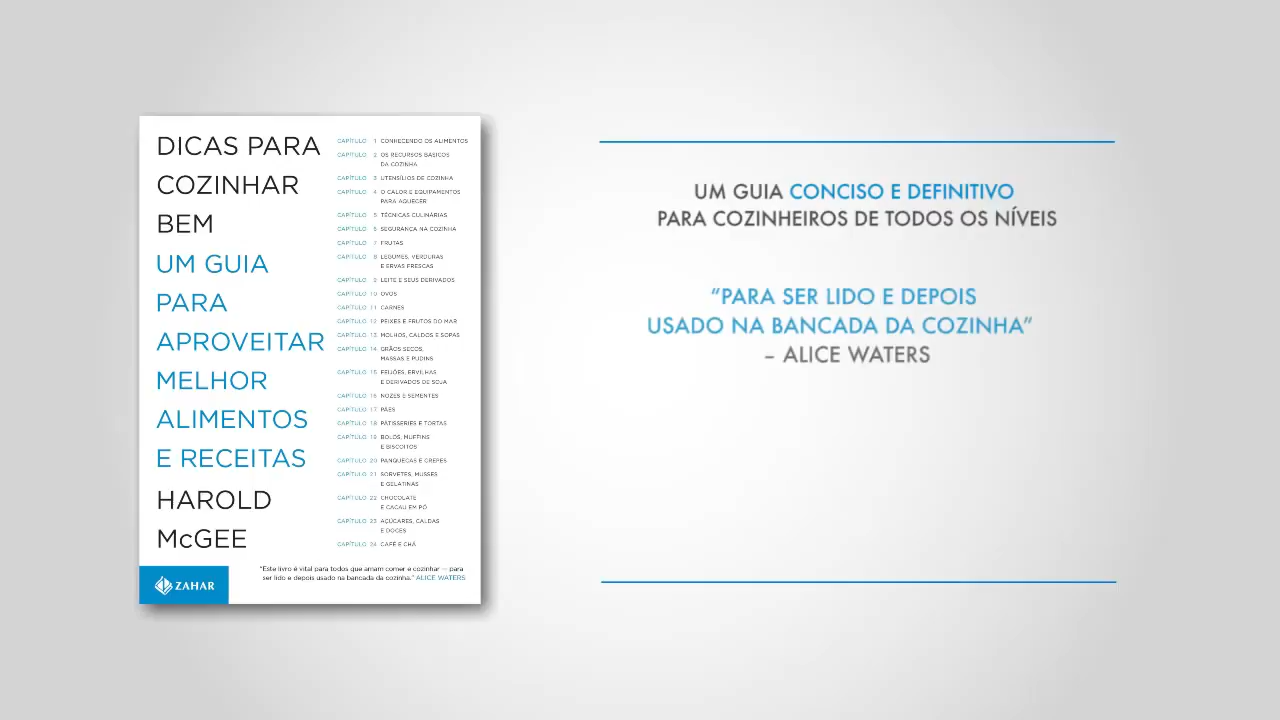 DICAS PARA
COZINHAR
BEM
UM GUIA
PARA
APROVEITAR
MELHOR
ALIMENTOS
E RECEITAS
HAROLD
McGEE
CAPÍTULO 1 CONHECENDO OS ALIMENTOS
CAPÍTULO 2 OS RECURSOS BÁSICOS
DA COZINHA
CAPÍTULO 3 UTENSÍLIOS DE COZINHA
CAPÍTULO 4 O CALOR E EQUIPAMENTOS
PARA AQUECER
CAPÍTULO 5 TÉCNICAS CULINÁRIAS
CAPÍTULO 6 SEGURANÇA NA COZINHA
CAPÍTULO 7 FRUTAS
CAPÍTULO 8 LEGUMES, VERDURAS
E ERVAS FRESCAS
CAPÍTULO 9 LEITE E SEUS DERIVADOS
CAPÍTULO 10 OVOS
CAPÍTULO 11 CARNES
CAPÍTULO 12 PEIXES E FRUTOS DO MAR
CAPÍTULO 13 MOLHOS, CALDOS E SOPAS
CAPÍTULO 14 GRÃOS SECOS,
MASSAS E PUDINS
CAPÍTULO 15 FEIJÕES, ERVILHAS
E DERIVADOS DE SOJA
CAPÍTULO 16 NOZES E SEMENTES
CAPÍTULO 17 PÃES
CAPÍTULO 18 PÂTISSERIES E TORTAS
CAPÍTULO 19 BOLOS, MUFFINS
E BISCOITOS
CAPÍTULO 20 PANQUECAS E CREPES
CAPÍTULO 21 SORVETES, MUSSES
E GELATINAS
CAPÍTULO 22 CHOCOLATE
E CACAU EM PÓ
CAPÍTULO 23 AÇÚCARES, CALDAS
E DOCES
CAPÍTULO 24 CAFÉ E CHÁ
"Este livro é vital para todos que amam comer e cozinhar — para
ser lido e depois usado na bancada da cozinha." ALICE WATERS
ZAHAR
UM GUIA CONCISO E DEFINITIVO
PARA COZINHEIROS DE TODOS OS NÍVEIS
“PARA SER LIDO E DEPOIS
USADO NA BANCADA DA COZINHA”
– ALICE WATERS